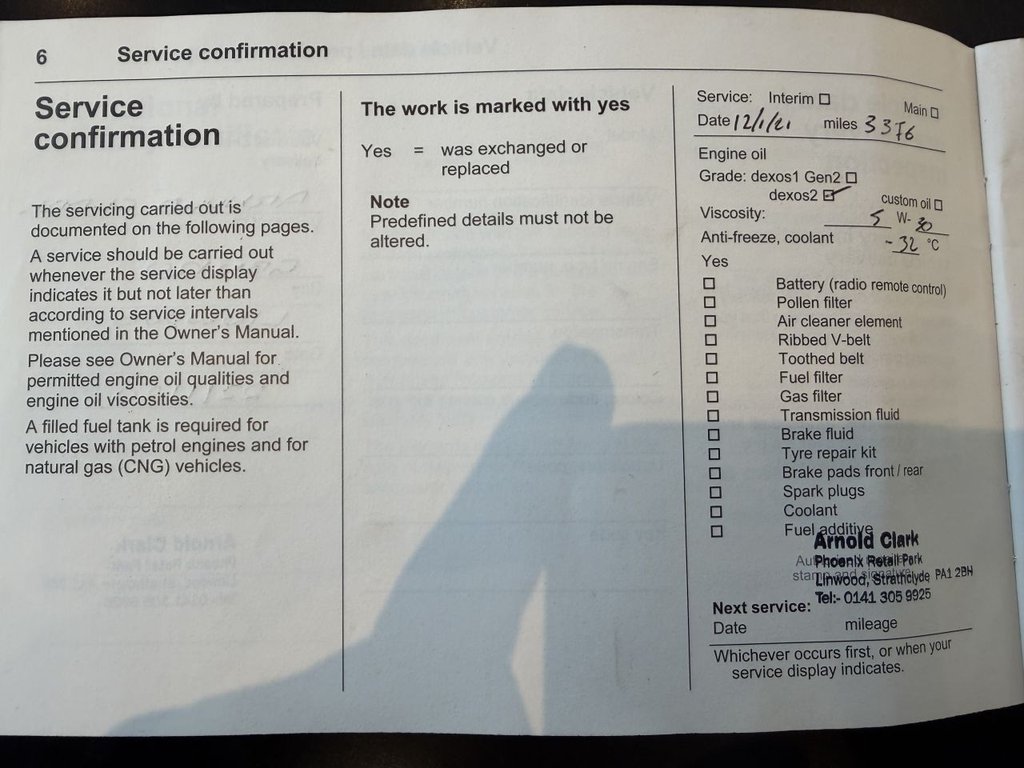 6 Service confirmation
Service
confirmation
The servicing carried out is
documented on the following pages.
A service should be carried out
whenever the service display
indicates it but not later than
according to service intervals
mentioned in the Owner's Manual.
Please see Owner's Manual for
permitted engine oil qualities and
engine oil viscosities.
A filled fuel tank is required for
vehicles with petrol engines and for
natural gas (CNG) vehicles.
The work is marked with yes
Yes = was exchanged or
replaced
Note
Predefined details must not be
altered.
Service: Interim ☐ Main ☐
Date 12/1/21 miles 3376
Engine oil
Grade: dexos1 Gen2 ☐
dexos2 ☑ custom oil ☐
Viscosity: 5 W- 30
Anti-freeze, coolant - 32 °C
Yes
☐ Battery (radio remote control)
☐ Pollen filter
☐ Air cleaner element
☐ Ribbed V-belt
☐ Toothed belt
☐ Fuel filter
☐ Gas filter
☐ Transmission fluid
☐ Brake fluid
☐ Tyre repair kit
☐ Brake pads front / rear
☐ Spark plugs
☐ Coolant
☐ Fuel additive
Arnold Clark
Phoenix Retail Park
stamp and signature
Linwood, Strathclyde PA1 2BH
Tel:- 0141 305 9925
Next service:
Date mileage
Whichever occurs first, or when your
service display indicates.